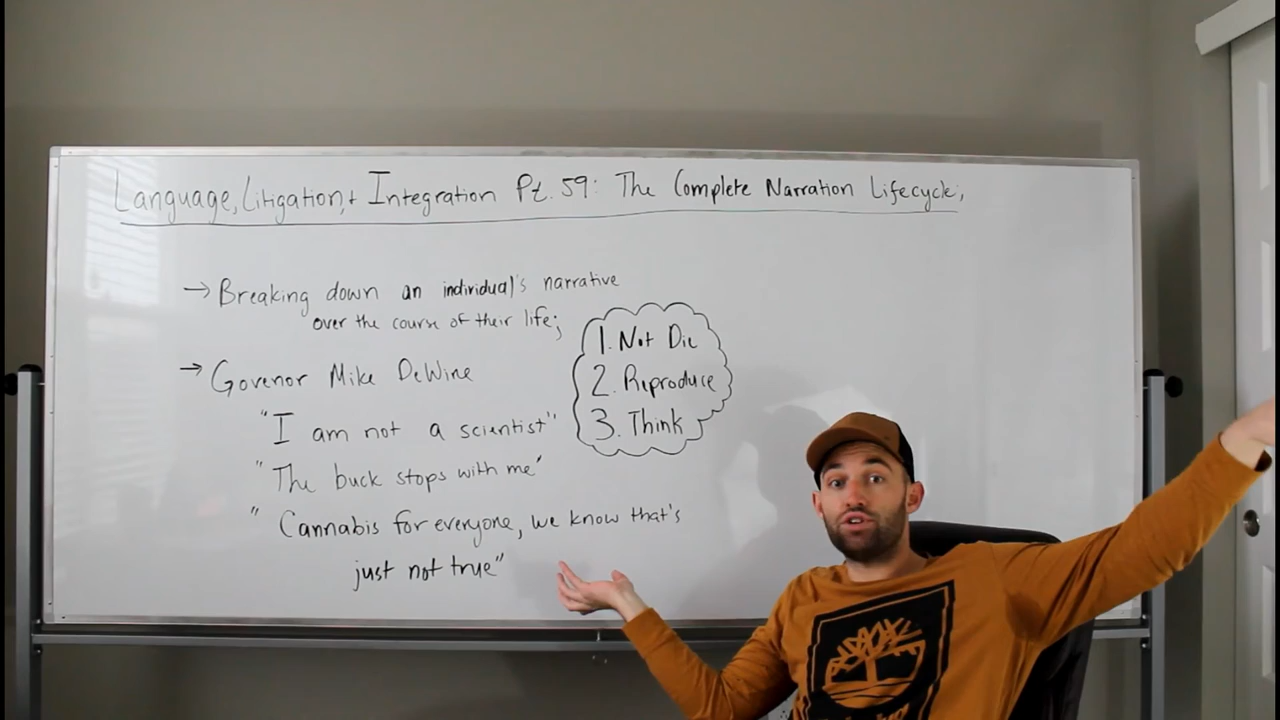 Language, Litigation, + Integration Pt. 59: The Complete Narration Lifecycle;
→ Breaking down an individual's narrative
over the course of their life;
→ Govenor Mike DeWine
"I am not a scientist"
"The buck stops with me"
"Cannabis for everyone, we know that's
just not true"
1. Not Die
2. Reproduce
3. Think